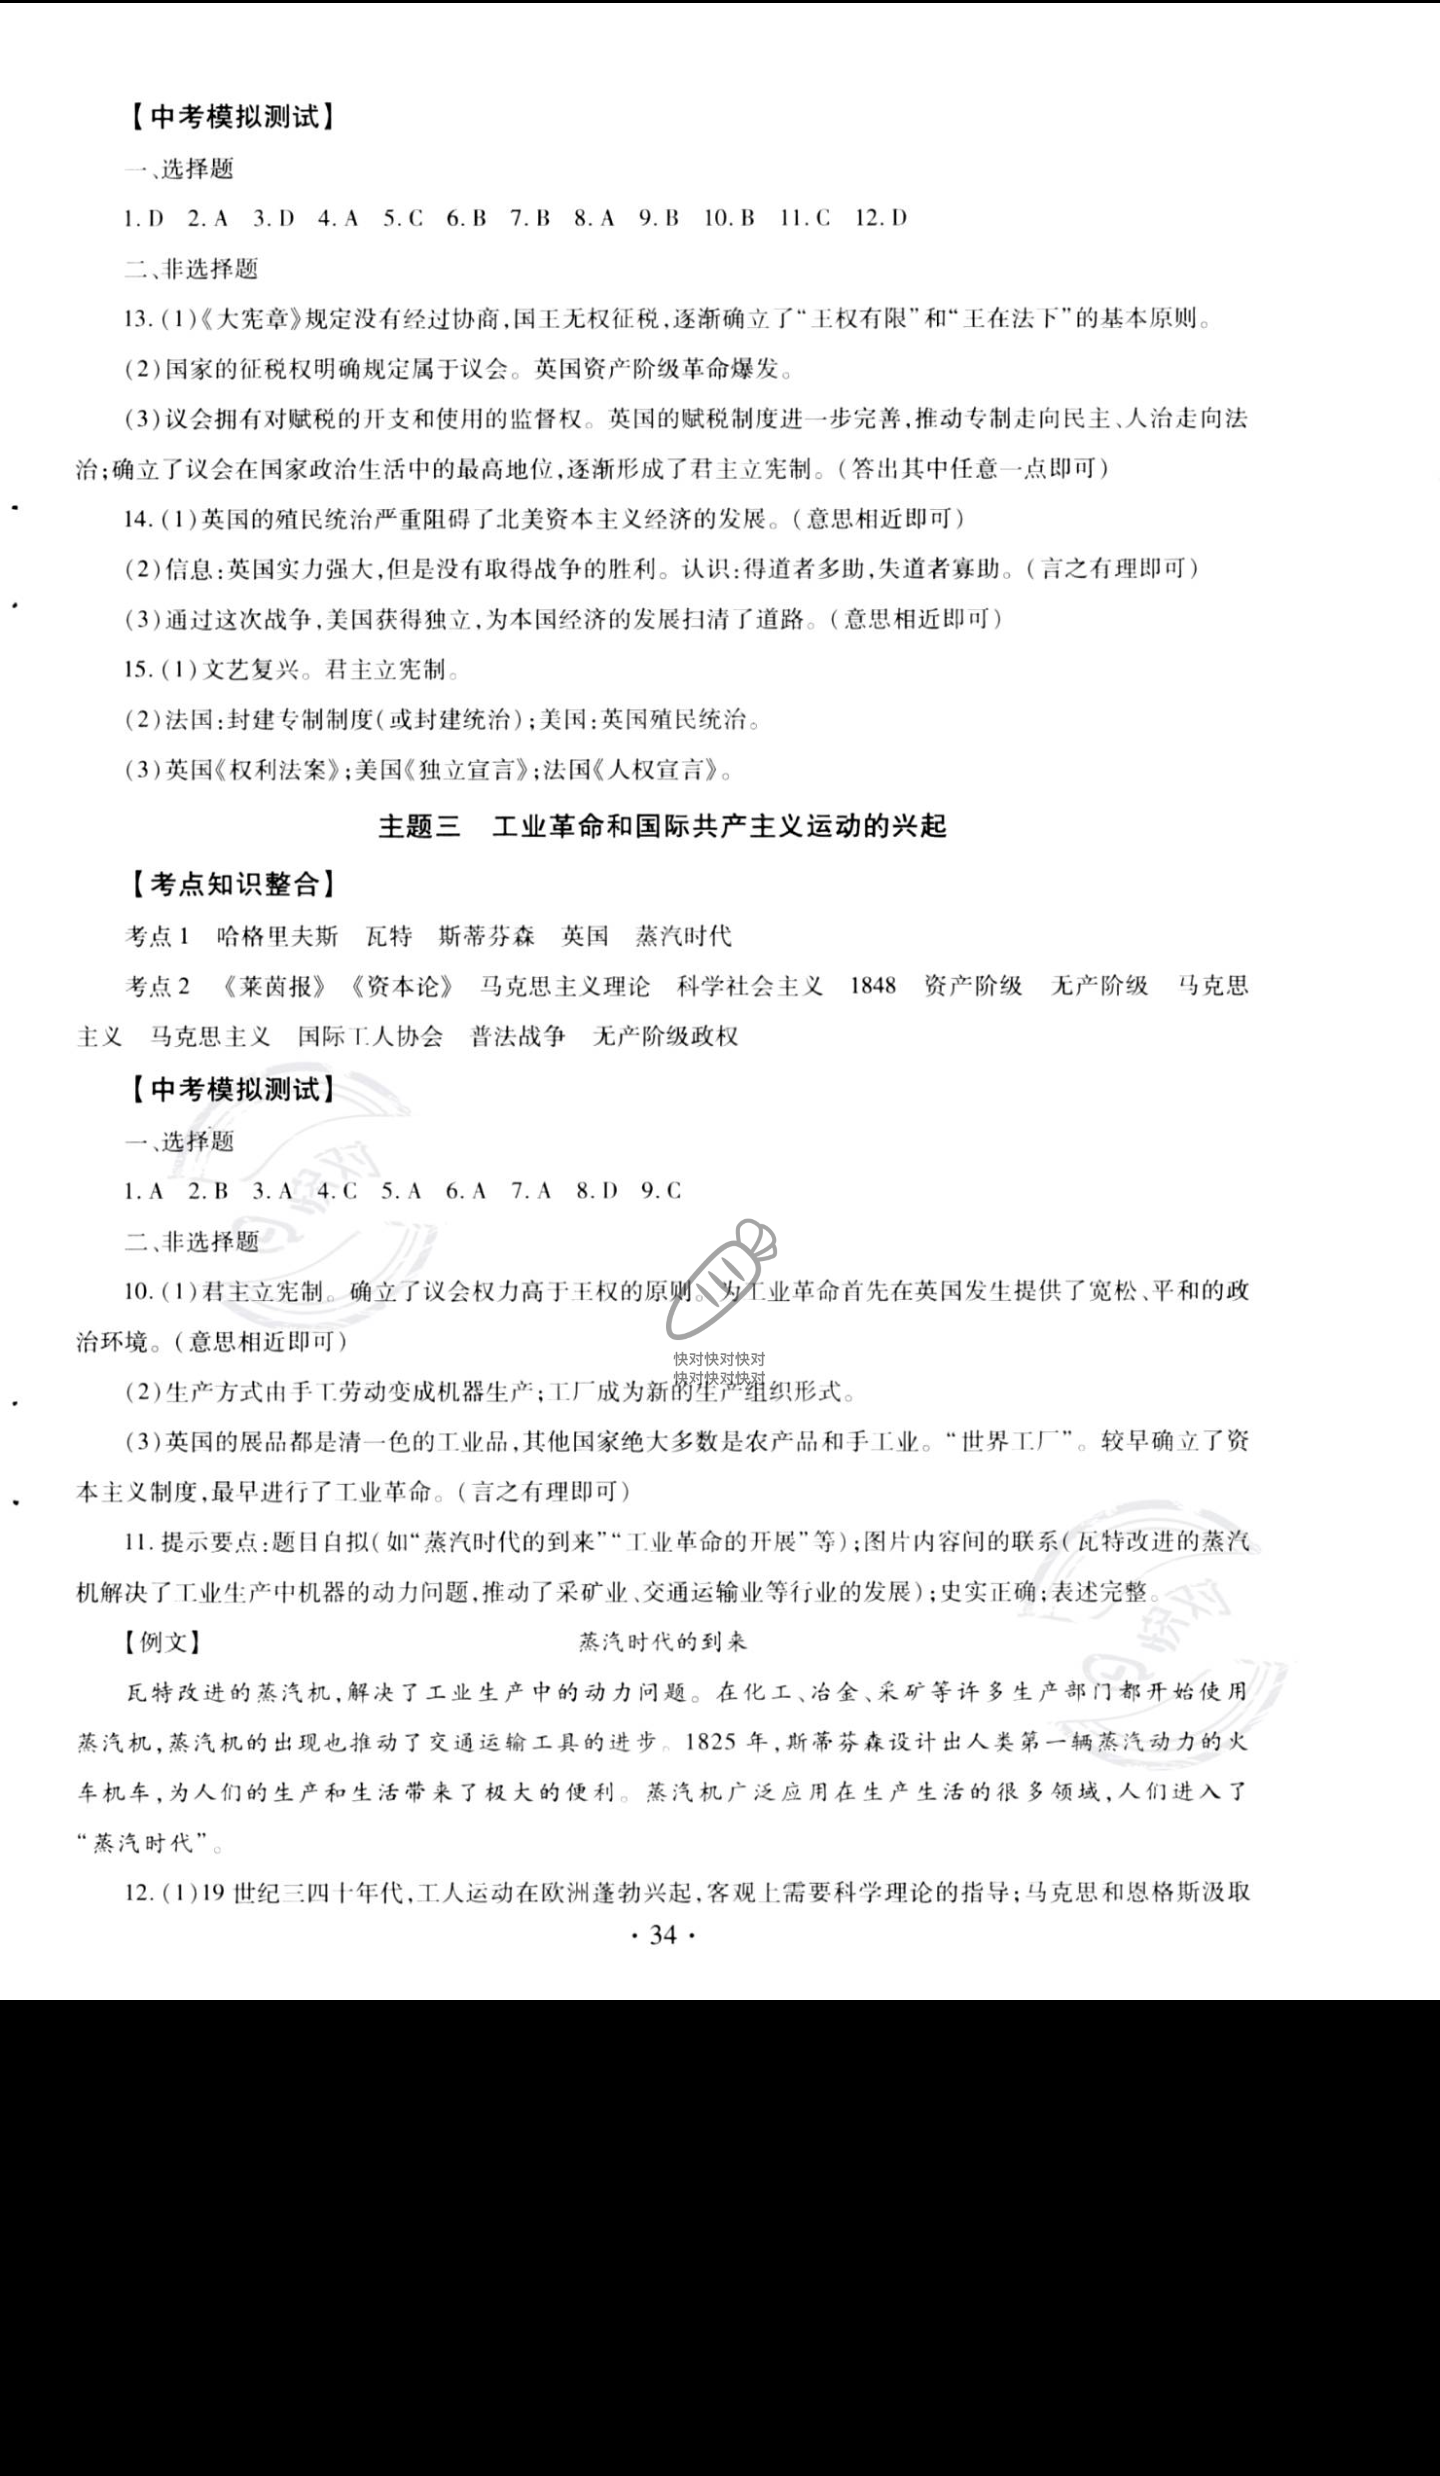 【中考模拟测试】
一、选择题
1. D 2. A 3. D 4. A 5. C 6. B 7. B 8. A 9. B 10. B 11. C 12. D
二、非选择题
13. (1)《大宪章》规定没有经过协商,国王无权征税,逐渐确立了“王权有限”和“王在法下”的基本原则。
(2)国家的征税权明确规定属于议会。英国资产阶级革命爆发。
(3)议会拥有对赋税的开支和使用的监督权。英国的赋税制度进一步完善,推动专制走向民主、人治走向法
治;确立了议会在国家政治生活中的最高地位,逐渐形成了君主立宪制。(答出其中任意一点即可)
14. (1)英国的殖民统治严重阻碍了北美资本主义经济的发展。(意思相近即可)
(2)信息:英国实力强大,但是没有取得战争的胜利。认识:得道者多助,失道者寡助。(言之有理即可)
(3)通过这次战争,美国获得独立,为本国经济的发展扫清了道路。(意思相近即可)
15. (1)文艺复兴。君主立宪制。
(2)法国:封建专制制度(或封建统治);美国:英国殖民统治。
(3)英国《权利法案》;美国《独立宣言》;法国《人权宣言》。
主题三 工业革命和国际共产主义运动的兴起
【考点知识整合】
考点1 哈格里夫斯 瓦特 斯蒂芬森 英国 蒸汽时代
考点2 《莱茵报》《资本论》 马克思主义理论 科学社会主义 1848 资产阶级 无产阶级 马克思
主义 马克思主义 国际工人协会 普法战争 无产阶级政权
【中考模拟测试】
一、选择题
1. A 2. B 3. A 4. C 5. A 6. A 7. A 8. D 9. C
二、非选择题
10. (1)君主立宪制。确立了议会权力高于王权的原则。为工业革命首先在英国发生提供了宽松、平和的政
治环境。(意思相近即可)
快对快对快对
快对快对快对
(2)生产方式由手工劳动变成机器生产;工厂成为新的生产组织形式。
(3)英国的展品都是清一色的工业品,其他国家绝大多数是农产品和手工业。“世界工厂”。较早确立了资
本主义制度,最早进行了工业革命。(言之有理即可)
11. 提示要点:题目自拟(如“蒸汽时代的到来”“工业革命的开展”等);图片内容间的联系(瓦特改进的蒸汽
机解决了工业生产中机器的动力问题,推动了采矿业、交通运输业等行业的发展);史实正确;表述完整。
【例文】 蒸汽时代的到来
瓦特改进的蒸汽机,解决了工业生产中的动力问题。在化工、冶金、采矿等许多生产部门都开始使用
蒸汽机,蒸汽机的出现也推动了交通运输工具的进步。1825年,斯蒂芬森设计出人类第一辆蒸汽动力的火
车机车,为人们的生产和生活带来了极大的便利。蒸汽机广泛应用在生产生活的很多领域,人们进入了
“蒸汽时代”。
12. (1)19世纪三四十年代,工人运动在欧洲蓬勃兴起,客观上需要科学理论的指导;马克思和恩格斯汲取
· 34 ·
快对
快对